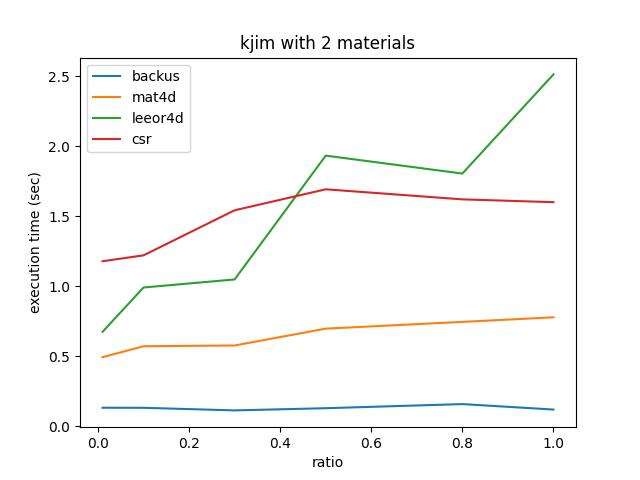 kjim with 2 materials
backus
mat4d
leeor4d
csr
execution time (sec)
2.5
2.0
1.5
1.0
0.5
0.0
0.0 0.2 0.4 0.6 0.8 1.0
ratio